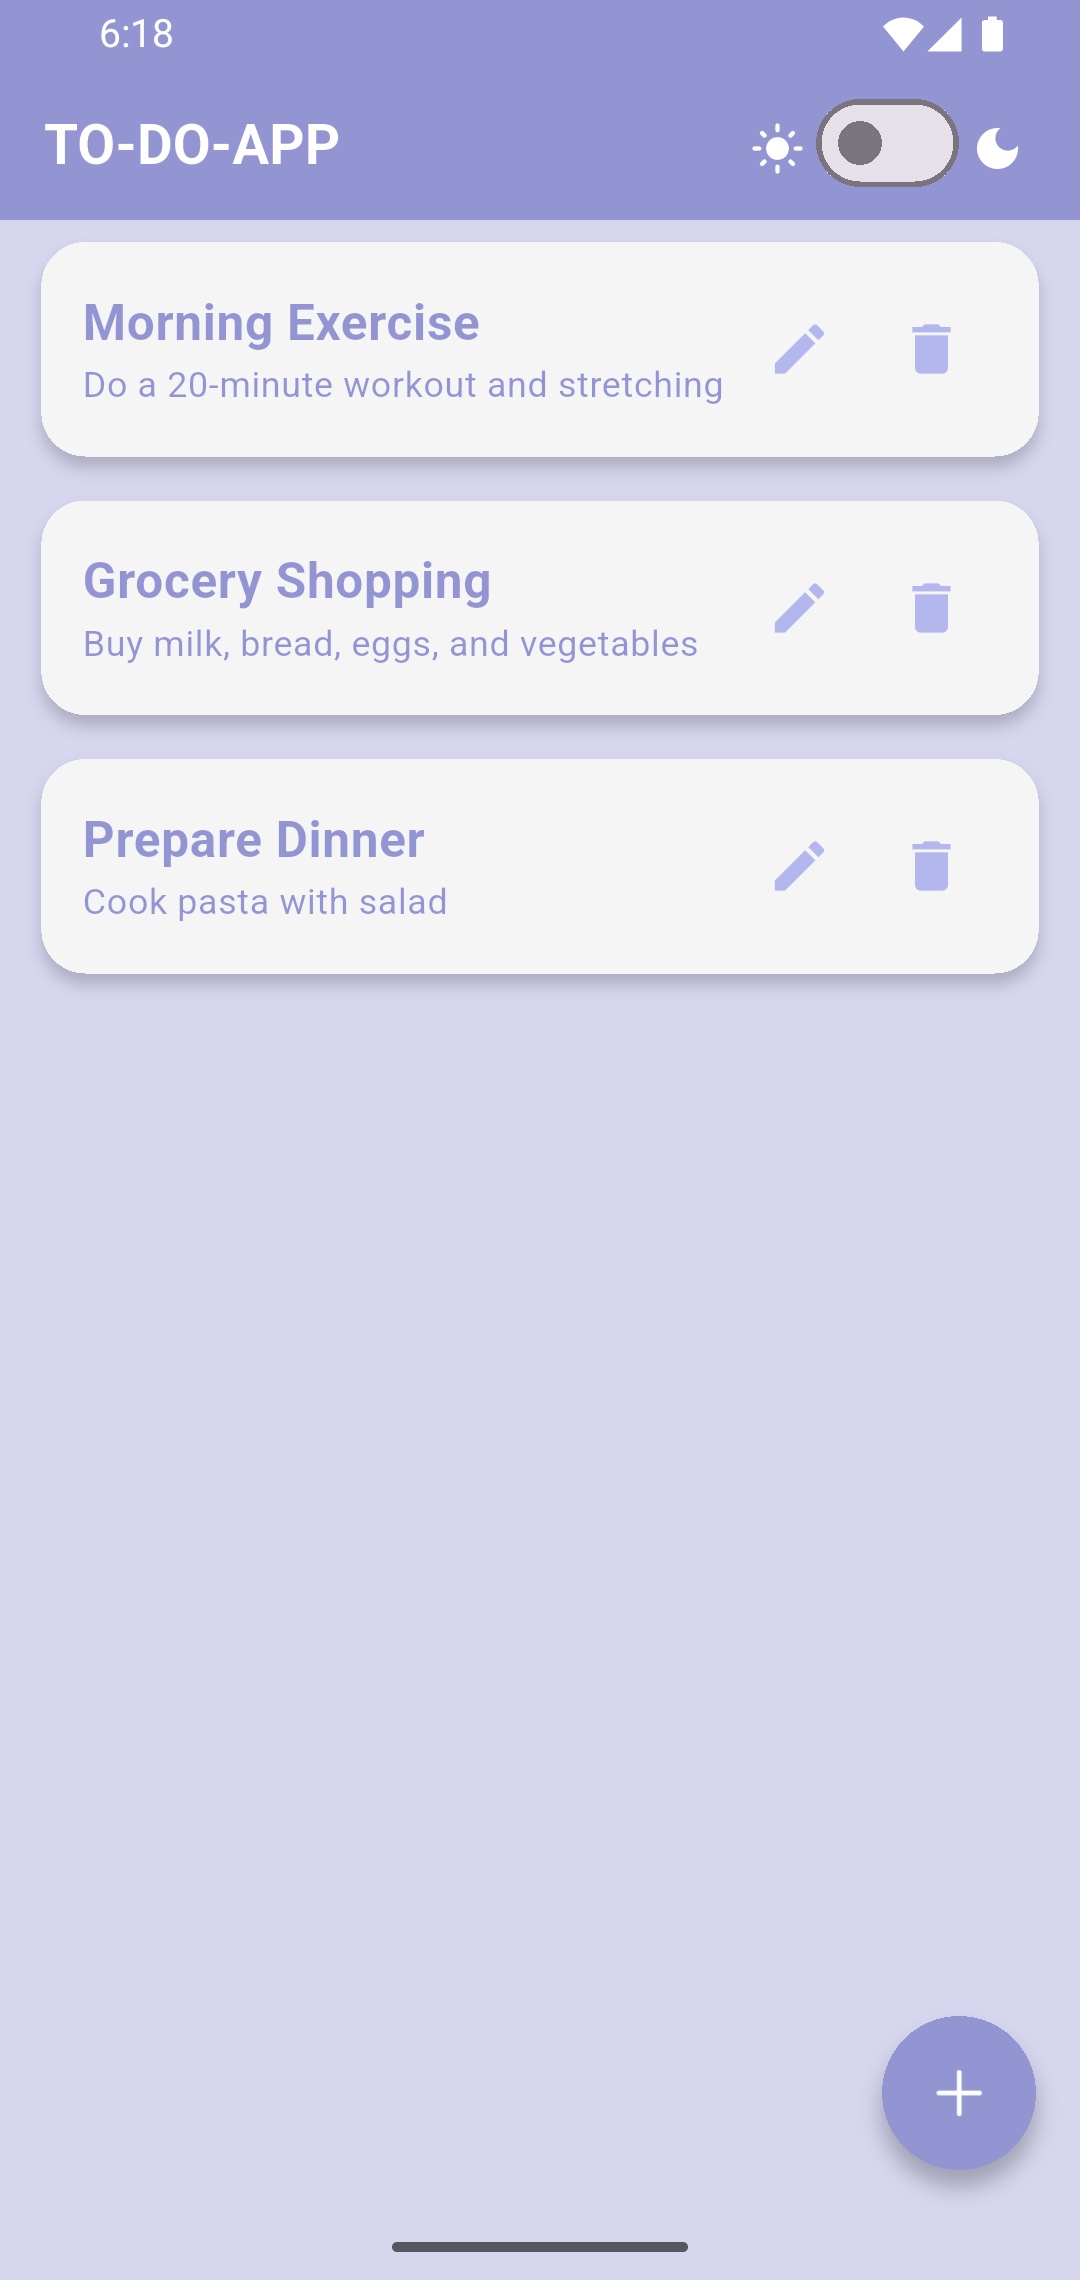 6:18
TO-DO-APP
Morning Exercise
Do a 20-minute workout and stretching
Grocery Shopping
Buy milk, bread, eggs, and vegetables
Prepare Dinner
Cook pasta with salad